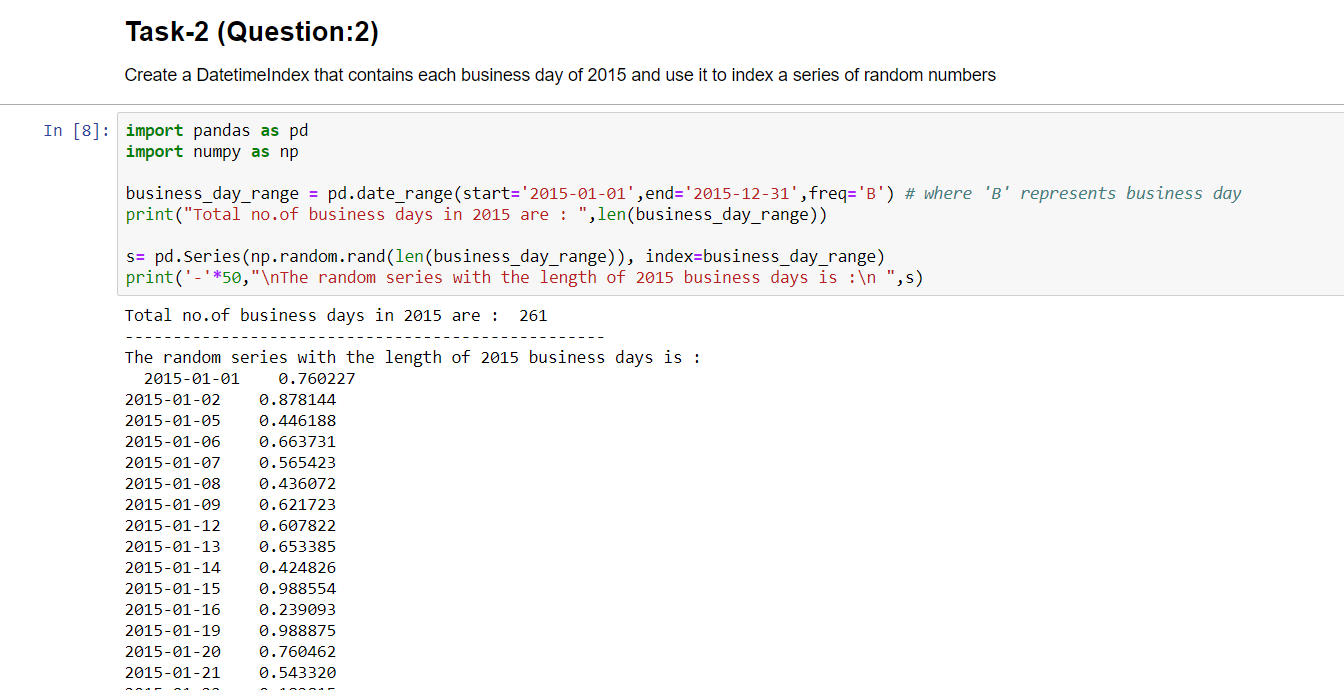 Task-2 (Question:2)
Create a DatetimeIndex that contains each business day of 2015 and use it to index a series of random numbers
In [8]: import pandas as pd
import numpy as np
business_day_range = pd.date_range(start='2015-01-01',end='2015-12-31',freq='B') # where 'B' represents business day
print("Total no.of business days in 2015 are : ",len(business_day_range))
s= pd.Series(np.random.rand(len(business_day_range)), index=business_day_range)
print('-'*50,"\nThe random series with the length of 2015 business days is :\n ",s)
Total no.of business days in 2015 are :  261
--------------------------------------------------
The random series with the length of 2015 business days is :
  2015-01-01    0.760227
2015-01-02    0.878144
2015-01-05    0.446188
2015-01-06    0.663731
2015-01-07    0.565423
2015-01-08    0.436072
2015-01-09    0.621723
2015-01-12    0.607822
2015-01-13    0.653385
2015-01-14    0.424826
2015-01-15    0.988554
2015-01-16    0.239093
2015-01-19    0.988875
2015-01-20    0.760462
2015-01-21    0.543320